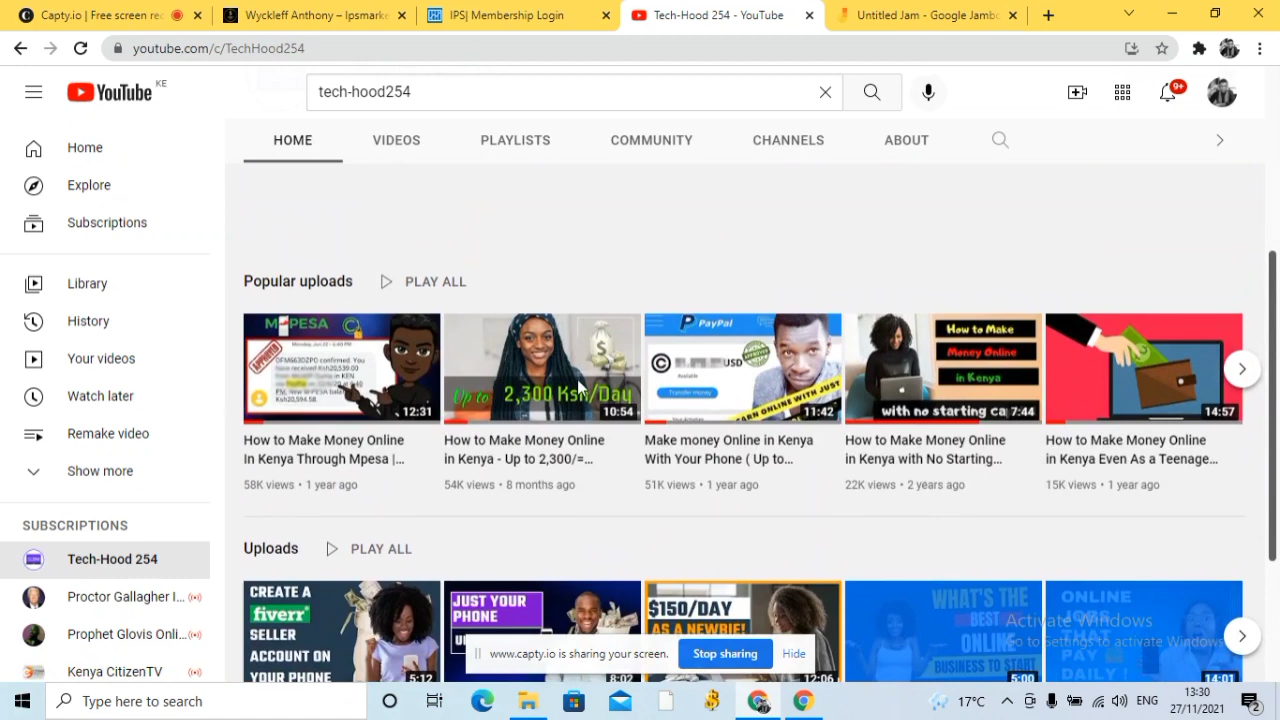 Capty.io | Free screen rec
Wyckleff Anthony – Ipsmarke
IPS| Membership Login
Tech-Hood 254 - YouTube
Untitled Jam - Google Jambo
youtube.com/c/TechHood254
YouTube KE
tech-hood254
9+
HOME VIDEOS PLAYLISTS COMMUNITY CHANNELS ABOUT
Home
Explore
Subscriptions
Library
History
Your videos
Watch later
Remake video
Show more
SUBSCRIPTIONS
Tech-Hood 254
Proctor Gallagher I...
Prophet Glovis Onli...
Kenya CitizenTV
Popular uploads PLAY ALL
M-PESA
12:31
How to Make Money Online
In Kenya Through Mpesa |...
58K views • 1 year ago
Up to 2,300 Ksh/Day
10:54
How to Make Money Online
in Kenya - Up to 2,300/=...
54K views • 8 months ago
PayPal
USD
Available
Transfer money
EARN ONLINE WITH JUST
11:42
Make money Online in Kenya
With Your Phone ( Up to...
51K views • 1 year ago
How to Make
Money Online
in Kenya
with no starting ca
7:44
How to Make Money Online
in Kenya with No Starting...
22K views • 2 years ago
14:57
How to Make Money Online
in Kenya Even As a Teenage...
15K views • 1 year ago
Uploads PLAY ALL
CREATE A
fiverr
SELLER
ACCOUNT ON
YOUR PHONE
5:12
JUST YOUR
PHONE
8:02
$150/DAY
AS A NEWBIE!
12:06
WHAT'S THE
BEST
ONLINE
BUSINESS TO START
5:00
ONLINE
JOBS
THAT
PAY
DAILY |
14:01
Activate Windows
Go to Settings to activate Windows.
www.capty.io is sharing your screen. Stop sharing Hide
Type here to search
17°C
ENG
13:30
27/11/2021
2